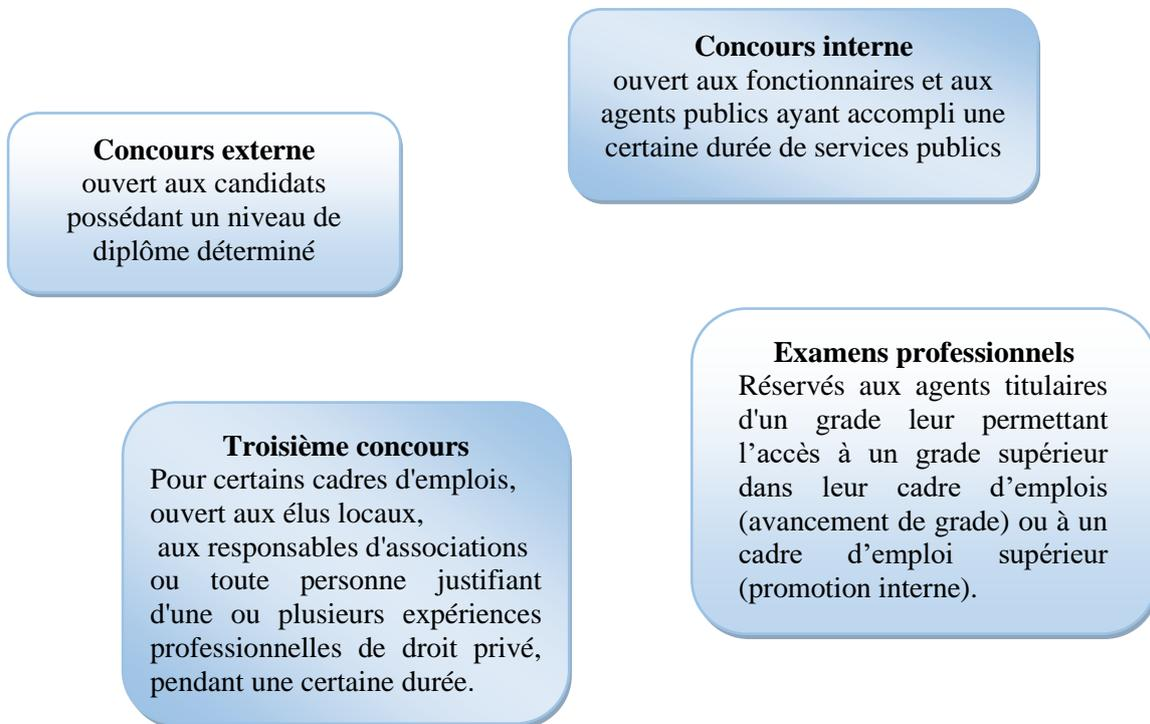 Concours interne
ouvert aux fonctionnaires et aux
agents publics ayant accompli une
certaine durée de services publics
Concours externe
ouvert aux candidats
possédant un niveau de
diplôme déterminé
Examens professionnels
Réservés aux agents titulaires
d'un grade leur permettant
l’accès à un grade supérieur
dans leur cadre d’emplois
(avancement de grade) ou à un
cadre d’emploi supérieur
(promotion interne).
Troisième concours
Pour certains cadres d'emplois,
ouvert aux élus locaux,
aux responsables d'associations
ou toute personne justifiant
d'une ou plusieurs expériences
professionnelles de droit privé,
pendant une certaine durée.